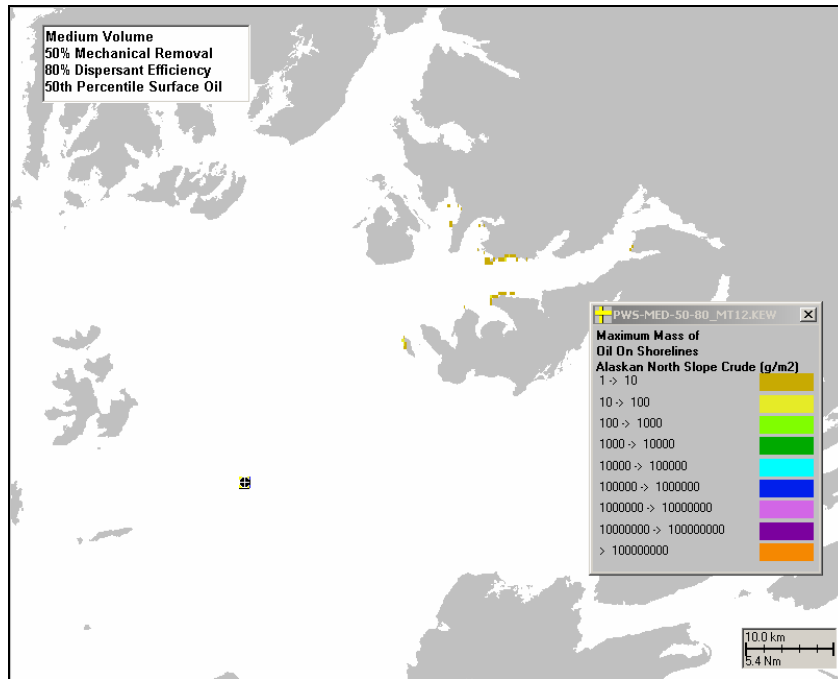 Medium Volume
50% Mechanical Removal
80% Dispersant Efficiency
50th Percentile Surface Oil
PWS-MED-50-80_MT12.KEW
Maximum Mass of
Oil On Shorelines
Alaskan North Slope Crude (g/m2)
1 -> 10
10 -> 100
100 -> 1000
1000 -> 10000
10000 -> 100000
100000 -> 1000000
1000000 -> 10000000
10000000 -> 100000000
> 100000000
10.0 km
5.4 Nm